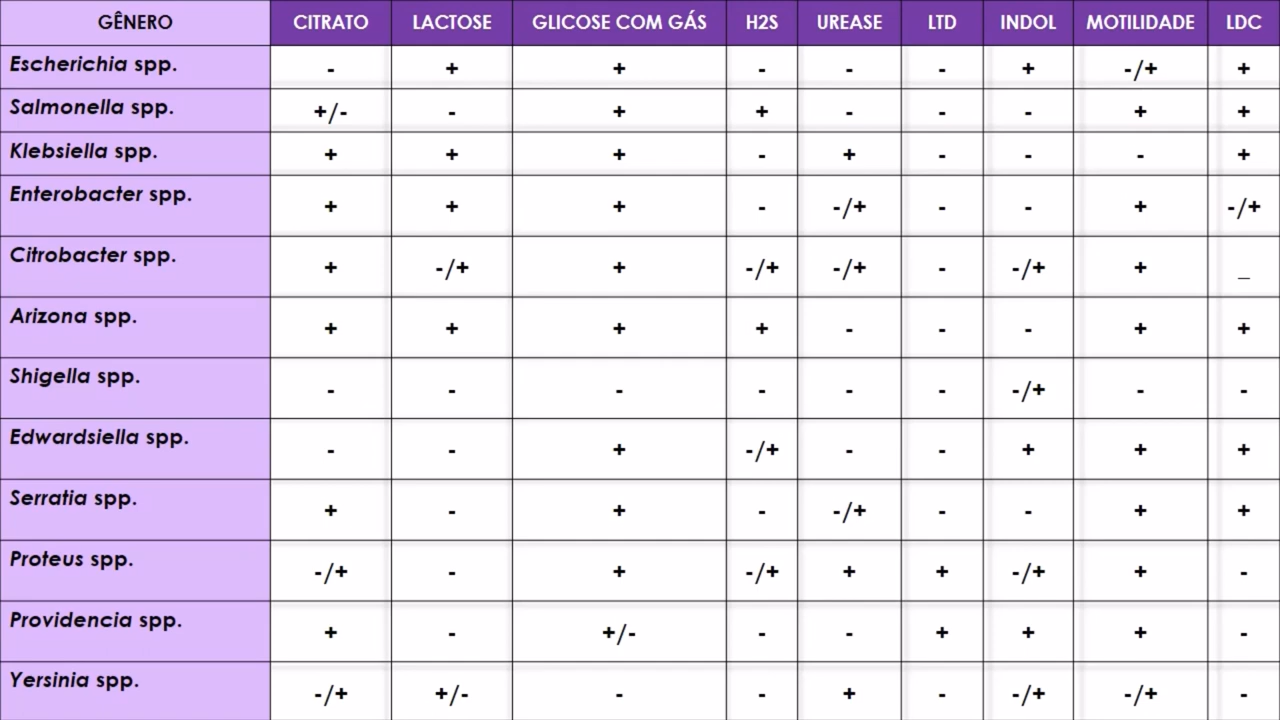 GÊNERO CITRATO LACTOSE GLICOSE COM GÁS H2S UREASE LTD INDOL MOTILIDADE LDC
Escherichia spp. - + + - - - + -/+ +
Salmonella spp. +/- - + + - - - + +
Klebsiella spp. + + + - + - - - +
Enterobacter spp. + + + - -/+ - - + -/+
Citrobacter spp. + -/+ + -/+ -/+ - -/+ + _
Arizona spp. + + + + - - - + +
Shigella spp. - - - - - - -/+ - -
Edwardsiella spp. - - + -/+ - - + + +
Serratia spp. + - + - -/+ - - + +
Proteus spp. -/+ - + -/+ + + -/+ + -
Providencia spp. + - +/- - - + + + -
Yersinia spp. -/+ +/- - - + - -/+ -/+ -